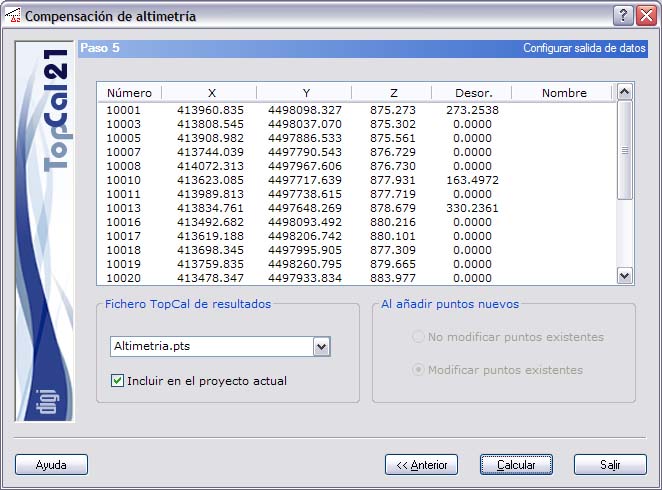 Compensación de altimetría
Paso 5 Configurar salida de datos
TopCal21
digi
Número X Y Z Desor. Nombre
10001 413960.835 4498098.327 875.273 273.2538
10003 413808.545 4498037.070 875.302 0.0000
10005 413908.982 4497886.533 875.561 0.0000
10007 413744.039 4497790.543 876.729 0.0000
10008 414072.313 4497967.606 876.730 0.0000
10010 413623.085 4497717.639 877.931 163.4972
10011 413989.813 4497738.615 877.719 0.0000
10013 413834.761 4497648.269 878.679 330.2361
10016 413492.682 4498093.492 880.216 0.0000
10017 413619.188 4498206.742 880.101 0.0000
10018 413698.345 4497995.905 877.309 0.0000
10019 413759.835 4498260.795 879.665 0.0000
10020 413478.347 4497933.834 883.977 0.0000
Fichero TopCal de resultados
Altimetria.pts
Incluir en el proyecto actual
Al añadir puntos nuevos
No modificar puntos existentes
Modificar puntos existentes
Ayuda << Anterior Calcular Salir